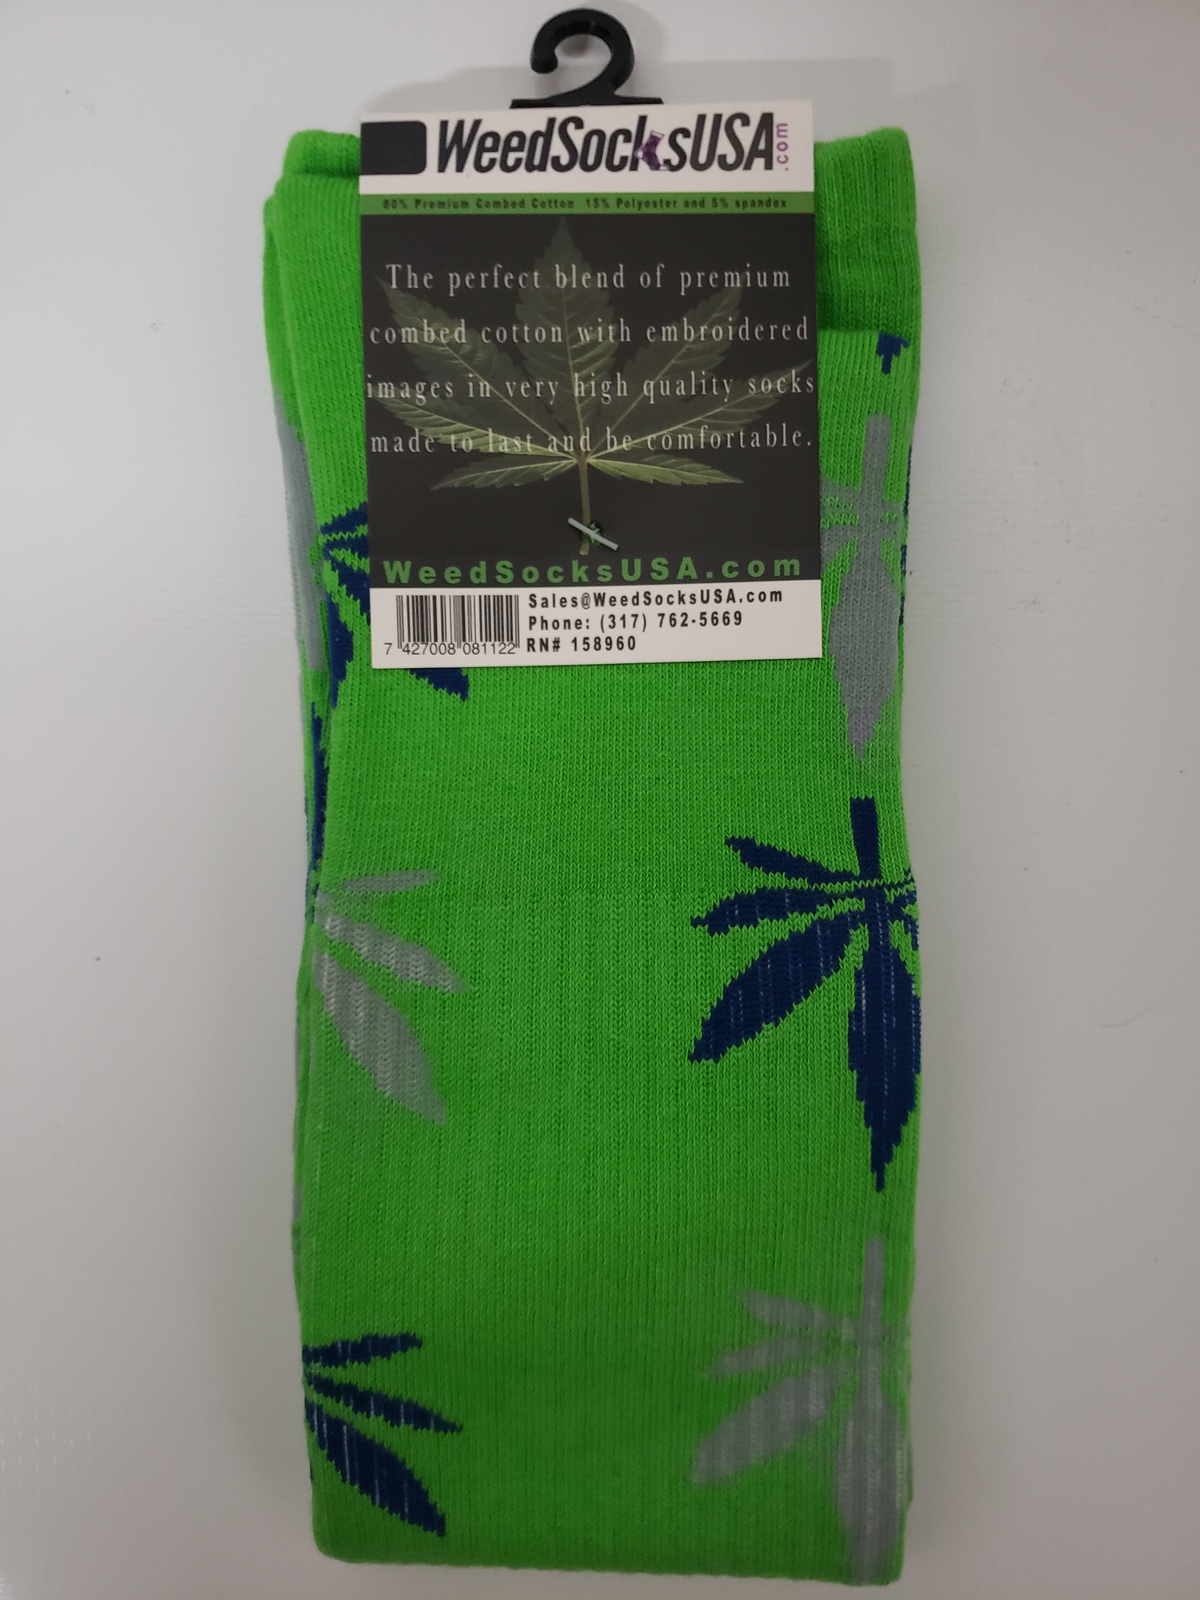 WeedSocksUSA.com
80% Premium Combed Cotton 15% Polyester and 5% spandex
The perfect blend of premium
combed cotton with embroidered
images in very high quality socks
made to last and be comfortable.
WeedSocksUSA.com
Sales@WeedSocksUSA.com
Phone: (317) 762-5669
RN# 158960
7 427008 081122